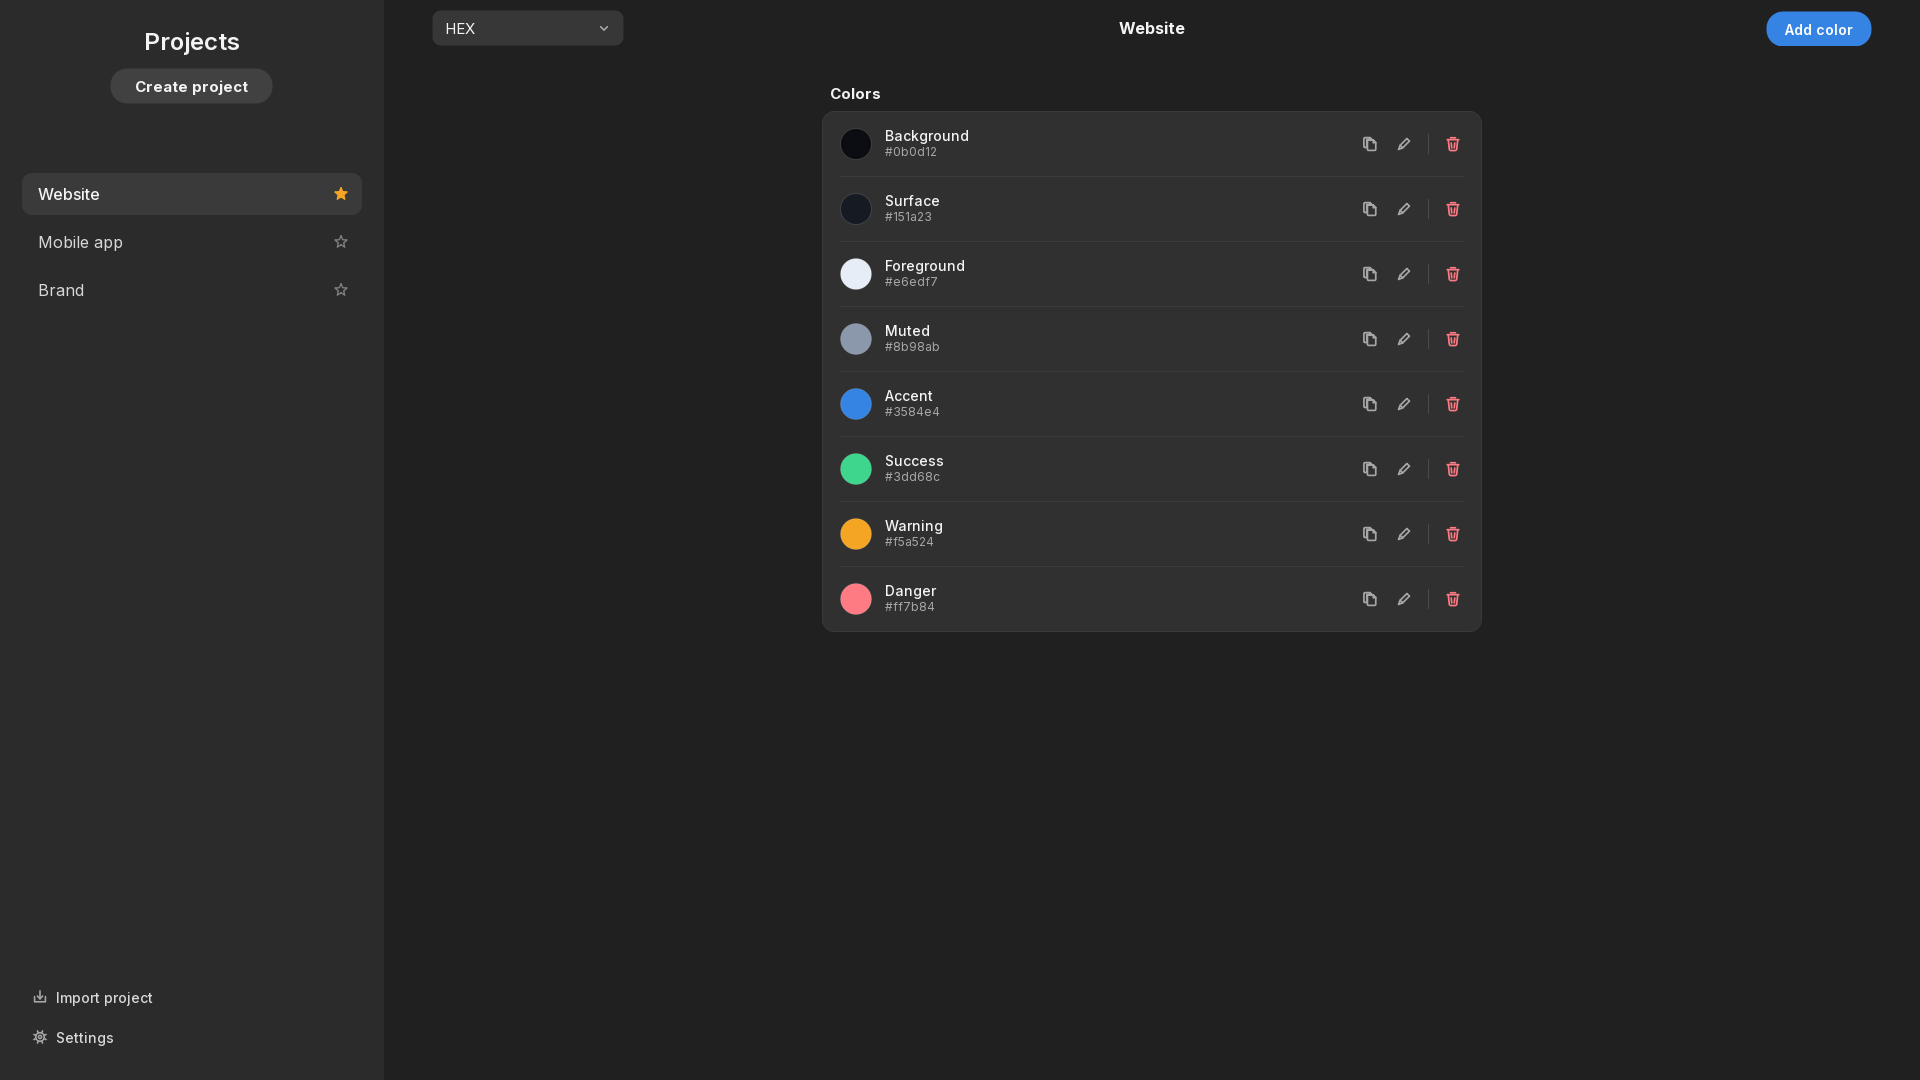 Projects
Create project
Website
Mobile app
Brand
Import project
Settings
HEX
Website
Add color
Colors
Background
#0b0d12
Surface
#151a23
Foreground
#e6edf7
Muted
#8b98ab
Accent
#3584e4
Success
#3dd68c
Warning
#f5a524
Danger
#ff7b84